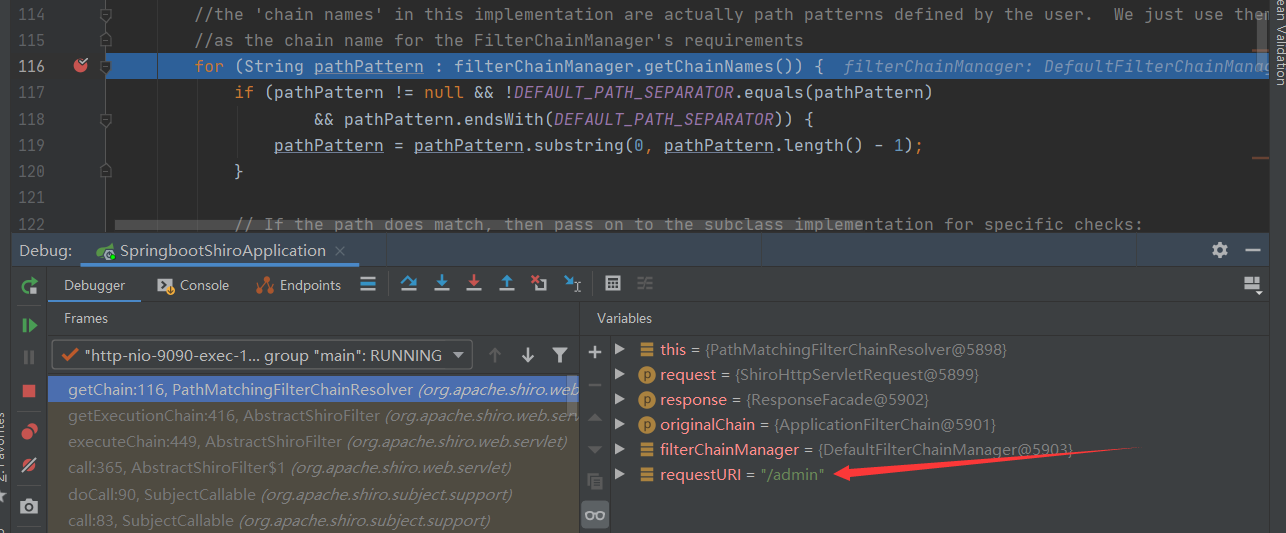 114 //the 'chain names' in this implementation are actually path patterns defined by the user.  We just use them
115 //as the chain name for the FilterChainManager's requirements
116 for (String pathPattern : filterChainManager.getChainNames()) { filterChainManager: DefaultFilterChainMana
117 if (pathPattern != null && !DEFAULT_PATH_SEPARATOR.equals(pathPattern)
118 && pathPattern.endsWith(DEFAULT_PATH_SEPARATOR)) {
119 pathPattern = pathPattern.substring(0, pathPattern.length() - 1);
120 }
121
122 // If the path does match, then pass on to the subclass implementation for specific checks:
ean Validation
Debug: SpringbootShiroApplication
Debugger Console Endpoints
Frames
Variables
"http-nio-9090-exec-1... group "main": RUNNING
getChain:116, PathMatchingFilterChainResolver (org.apache.shiro.web
getExecutionChain:416, AbstractShiroFilter (org.apache.shiro.web.serv
executeChain:449, AbstractShiroFilter (org.apache.shiro.web.servlet)
call:365, AbstractShiroFilter$1 (org.apache.shiro.web.servlet)
doCall:90, SubjectCallable (org.apache.shiro.subject.support)
call:83, SubjectCallable (org.apache.shiro.subject.support)
this = {PathMatchingFilterChainResolver@5898}
request = {ShiroHttpServletRequest@5899}
response = {ResponseFacade@5902}
originalChain = {ApplicationFilterChain@5901}
filterChainManager = {DefaultFilterChainManager@5903}
requestURI = "/admin"
2: Favorites